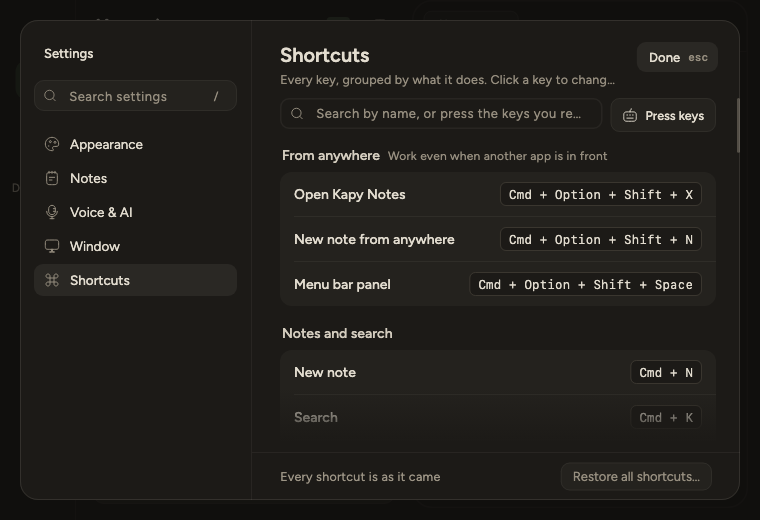 Settings
Search settings /
Appearance
Notes
Voice & AI
Window
Shortcuts
Shortcuts
Every key, grouped by what it does. Click a key to chang...
Done esc
Search by name, or press the keys you re...
Press keys
From anywhere Work even when another app is in front
Open Kapy Notes Cmd + Option + Shift + X
New note from anywhere Cmd + Option + Shift + N
Menu bar panel Cmd + Option + Shift + Space
Notes and search
New note Cmd + N
Search Cmd + K
Every shortcut is as it came Restore all shortcuts...